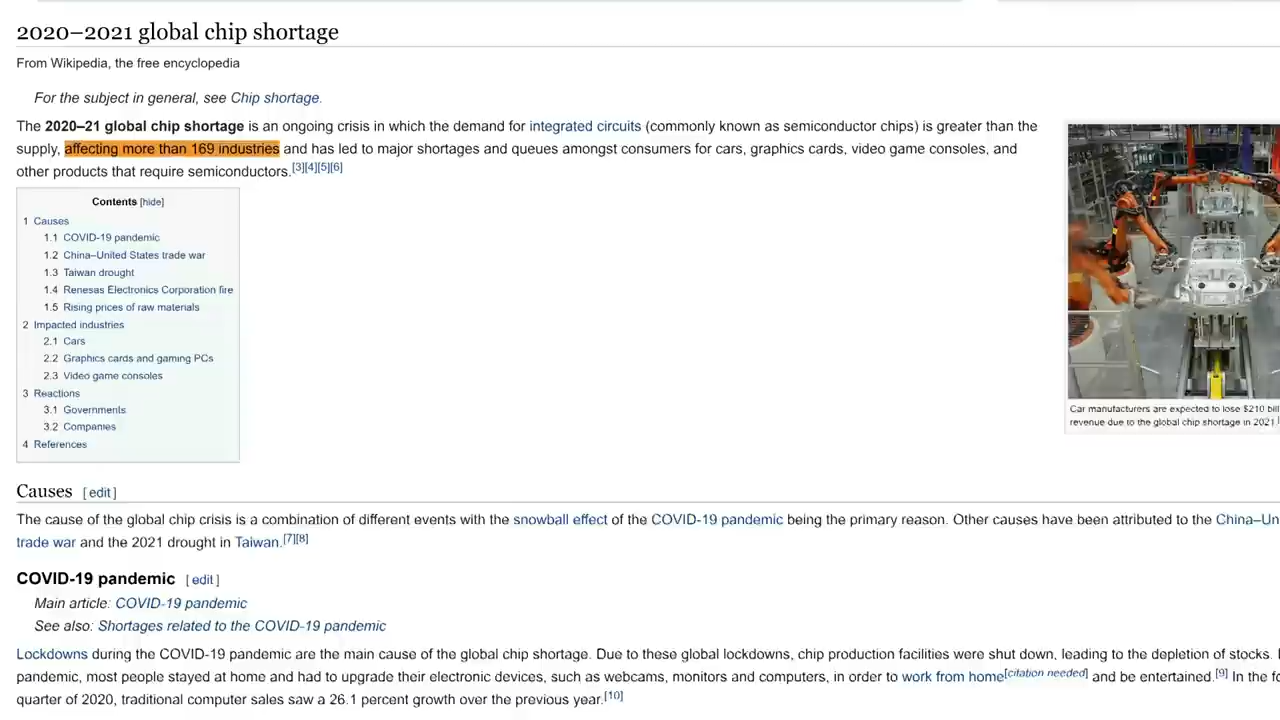 2020–2021 global chip shortage
From Wikipedia, the free encyclopedia
For the subject in general, see Chip shortage.
The 2020–21 global chip shortage is an ongoing crisis in which the demand for integrated circuits (commonly known as semiconductor chips) is greater than the
supply, affecting more than 169 industries and has led to major shortages and queues amongst consumers for cars, graphics cards, video game consoles, and
other products that require semiconductors.[3][4][5][6]
Contents [hide]
1 Causes
1.1 COVID-19 pandemic
1.2 China–United States trade war
1.3 Taiwan drought
1.4 Renesas Electronics Corporation fire
1.5 Rising prices of raw materials
2 Impacted industries
2.1 Cars
2.2 Graphics cards and gaming PCs
2.3 Video game consoles
3 Reactions
3.1 Governments
3.2 Companies
4 References
Car manufacturers are expected to lose $210 bill
revenue due to the global chip shortage in 2021.
Causes [ edit ]
The cause of the global chip crisis is a combination of different events with the snowball effect of the COVID-19 pandemic being the primary reason. Other causes have been attributed to the China–Un
trade war and the 2021 drought in Taiwan.[7][8]
COVID-19 pandemic [ edit ]
Main article: COVID-19 pandemic
See also: Shortages related to the COVID-19 pandemic
Lockdowns during the COVID-19 pandemic are the main cause of the global chip shortage. Due to these global lockdowns, chip production facilities were shut down, leading to the depletion of stocks.
pandemic, most people stayed at home and had to upgrade their electronic devices, such as webcams, monitors and computers, in order to work from home[citation needed] and be entertained.[9] In the fo
quarter of 2020, traditional computer sales saw a 26.1 percent growth over the previous year.[10]